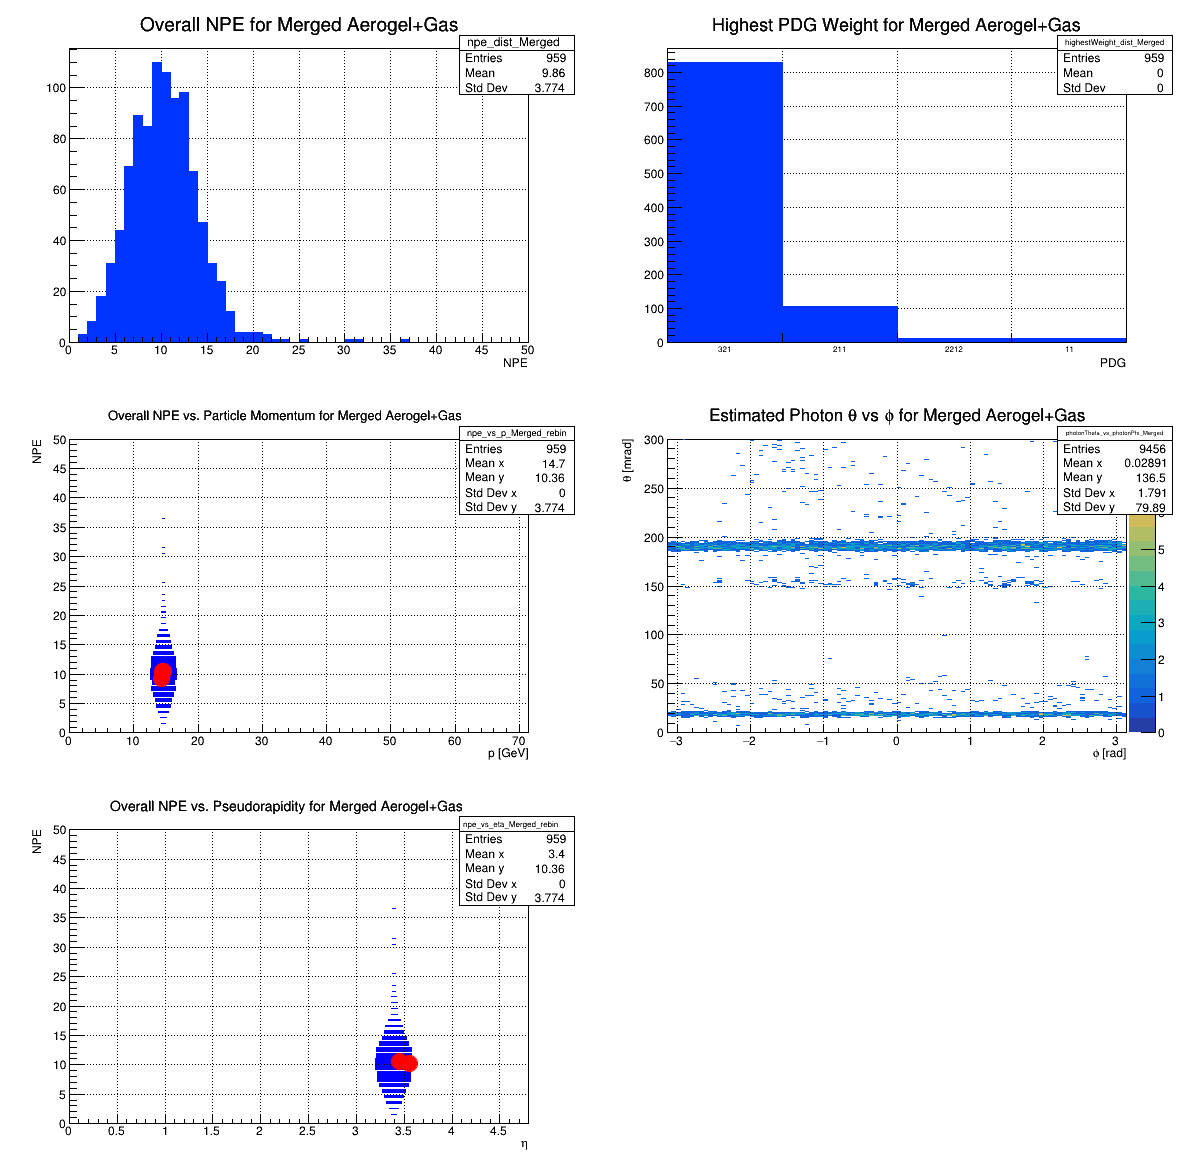 Overall NPE for Merged Aerogel+Gas
npe_dist_Merged
Entries 959
Mean 9.86
Std Dev 3.774
100
80
60
40
20
0
0 5 10 15 20 25 30 35 40 45 50
NPE
Highest PDG Weight for Merged Aerogel+Gas
highestWeight_dist_Merged
Entries 959
Mean 0
Std Dev 0
800
700
600
500
400
300
200
100
0
321 211 2212 11
PDG
Overall NPE vs. Particle Momentum for Merged Aerogel+Gas
npe_vs_p_Merged_rebin
Entries 959
Mean x 14.7
Mean y 10.36
Std Dev x 0
Std Dev y 3.774
NPE
50
45
40
35
30
25
20
15
10
5
0
0 10 20 30 40 50 60 70
p [GeV]
Estimated Photon θ vs ϕ for Merged Aerogel+Gas
photonTheta_vs_photonPhi_Merged
Entries 9456
Mean x 0.02891
Mean y 136.5
Std Dev x 1.791
Std Dev y 79.89
θ [mrad]
300
250
200
150
100
50
0
−3 −2 −1 0 1 2 3
ϕ [rad]
5
4
3
2
1
0
Overall NPE vs. Pseudorapidity for Merged Aerogel+Gas
npe_vs_eta_Merged_rebin
Entries 959
Mean x 3.4
Mean y 10.36
Std Dev x 0
Std Dev y 3.774
NPE
50
45
40
35
30
25
20
15
10
5
0
0 0.5 1 1.5 2 2.5 3 3.5 4 4.5
η